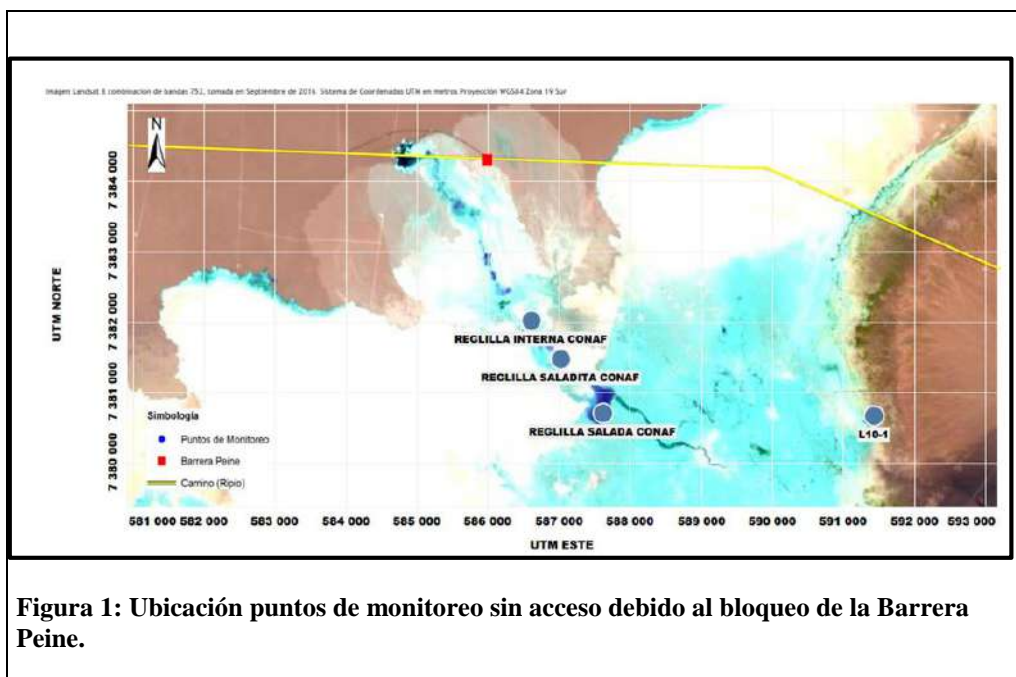 Imagen Landsat 8 combinación de bandas 752, tomada en Septiembre de 2016. Sistema de Coordenadas UTM en metros Proyección WGS84 Zona 19 Sur
N
7 384 000
7 383 000
7 382 000
7 381 000
7 380 000
UTM NORTE
REGLILLA INTERNA CONAF
REGLILLA SALADITA CONAF
REGLILLA SALADA CONAF
L10-1
Simbología
Puntos de Monitoreo
Barrera Peine
Camino (Ripio)
581 000 582 000 583 000 584 000 585 000 586 000 587 000 588 000 589 000 590 000 591 000 592 000 593 000
UTM ESTE
Figura 1: Ubicación puntos de monitoreo sin acceso debido al bloqueo de la Barrera
Peine.